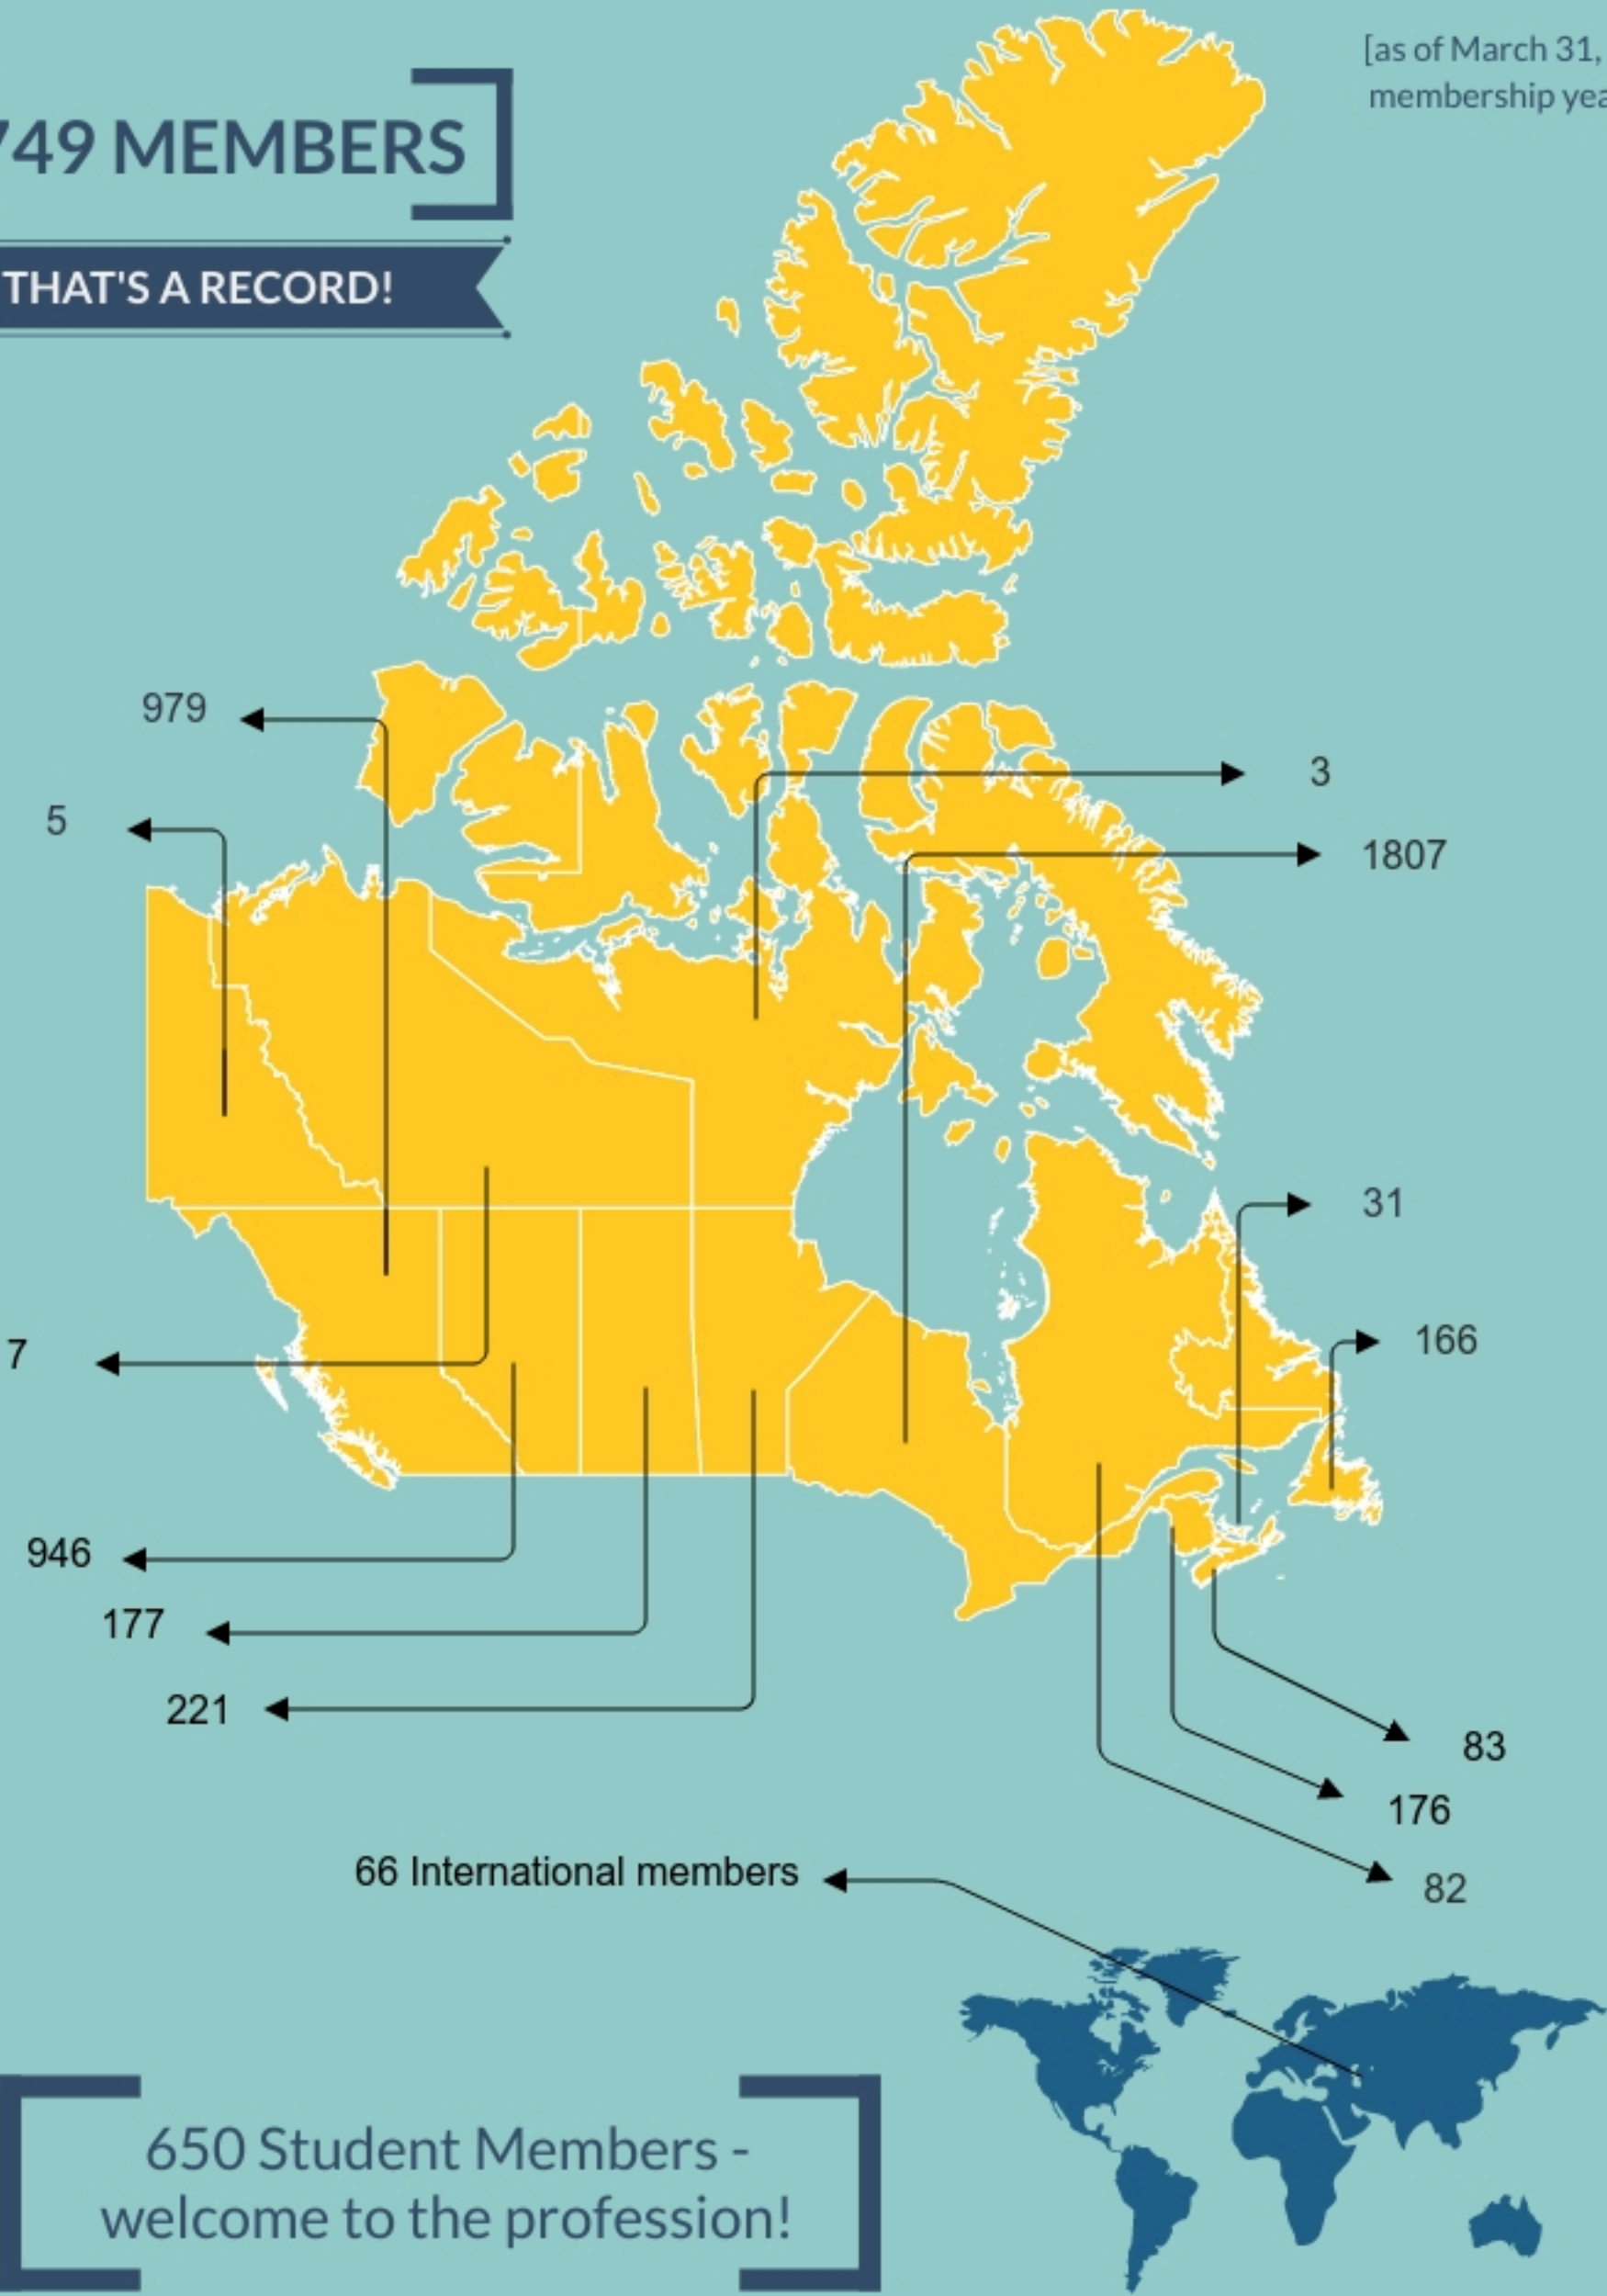 [as of March 31,
membership yea
749 MEMBERS
THAT'S A RECORD!
979
3
5
1807
31
166
7
946
177
221
83
176
82
66 International members
650 Student Members -
welcome to the profession!